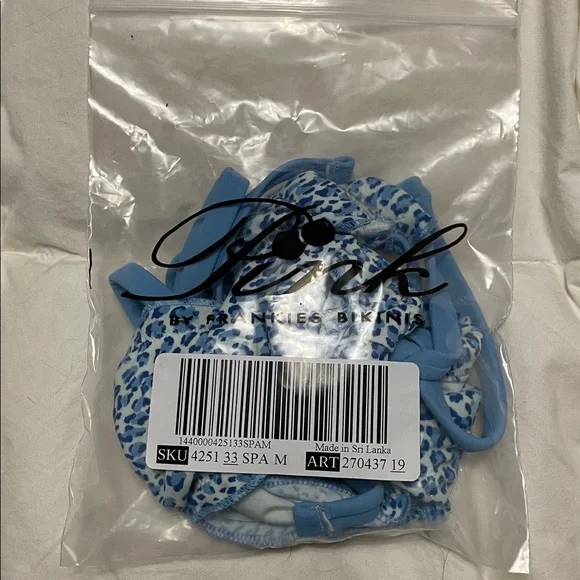 Pink
BY FRANKIES BIKINIS
1440000425133SPAM Made in Sri Lanka
SKU 4251 33 SPA M ART 270437 19